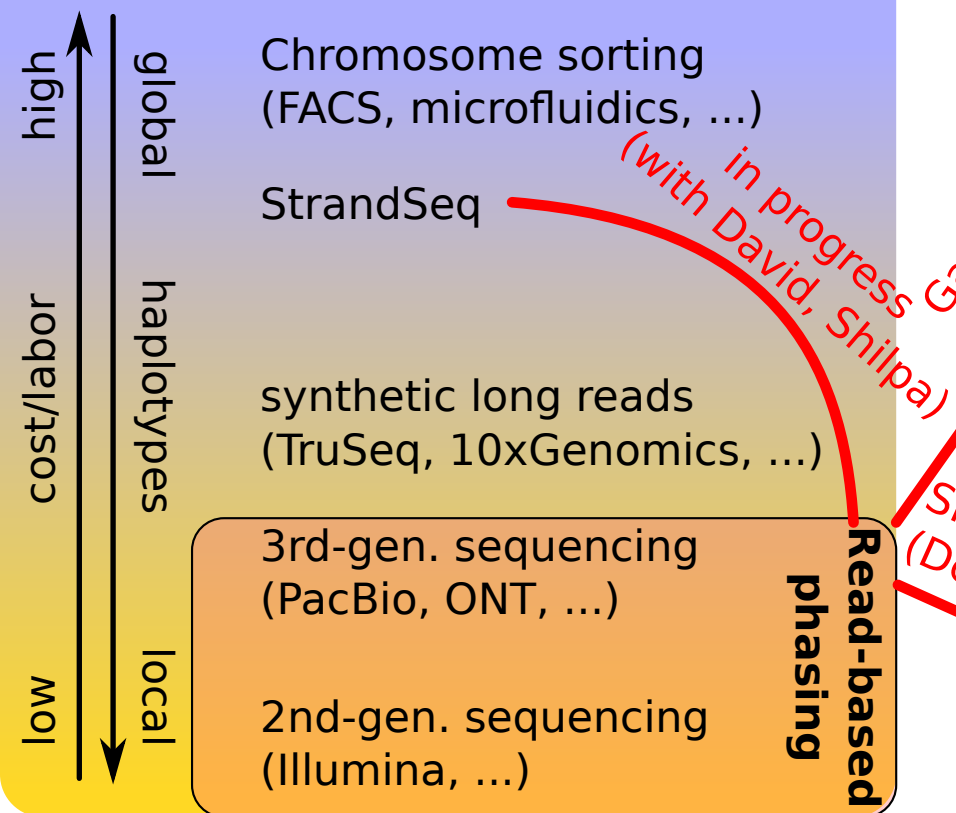 high
cost/labor
low
global
haplotypes
local
Chromosome sorting
(FACS, microfluidics, ...)
StrandSeq
in progress
(with David, Shilpa)
synthetic long reads
(TruSeq, 10xGenomics, ...)
3rd-gen. sequencing
(PacBio, ONT, ...)
2nd-gen. sequencing
(Illumina, ...)
Read-based
phasing